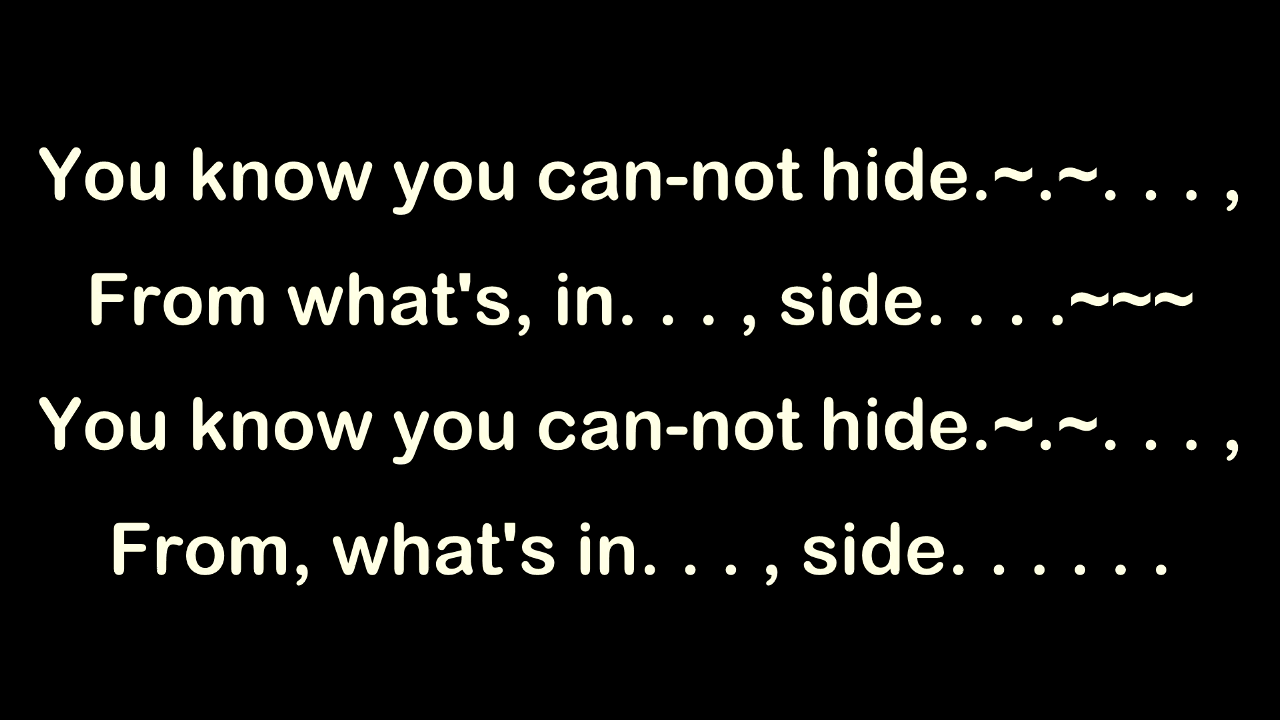 You know you can-not hide.~.~. . . ,
From what's, in. . . , side. . . .~~~
You know you can-not hide.~.~. . . ,
From, what's in. . . , side. . . . . .